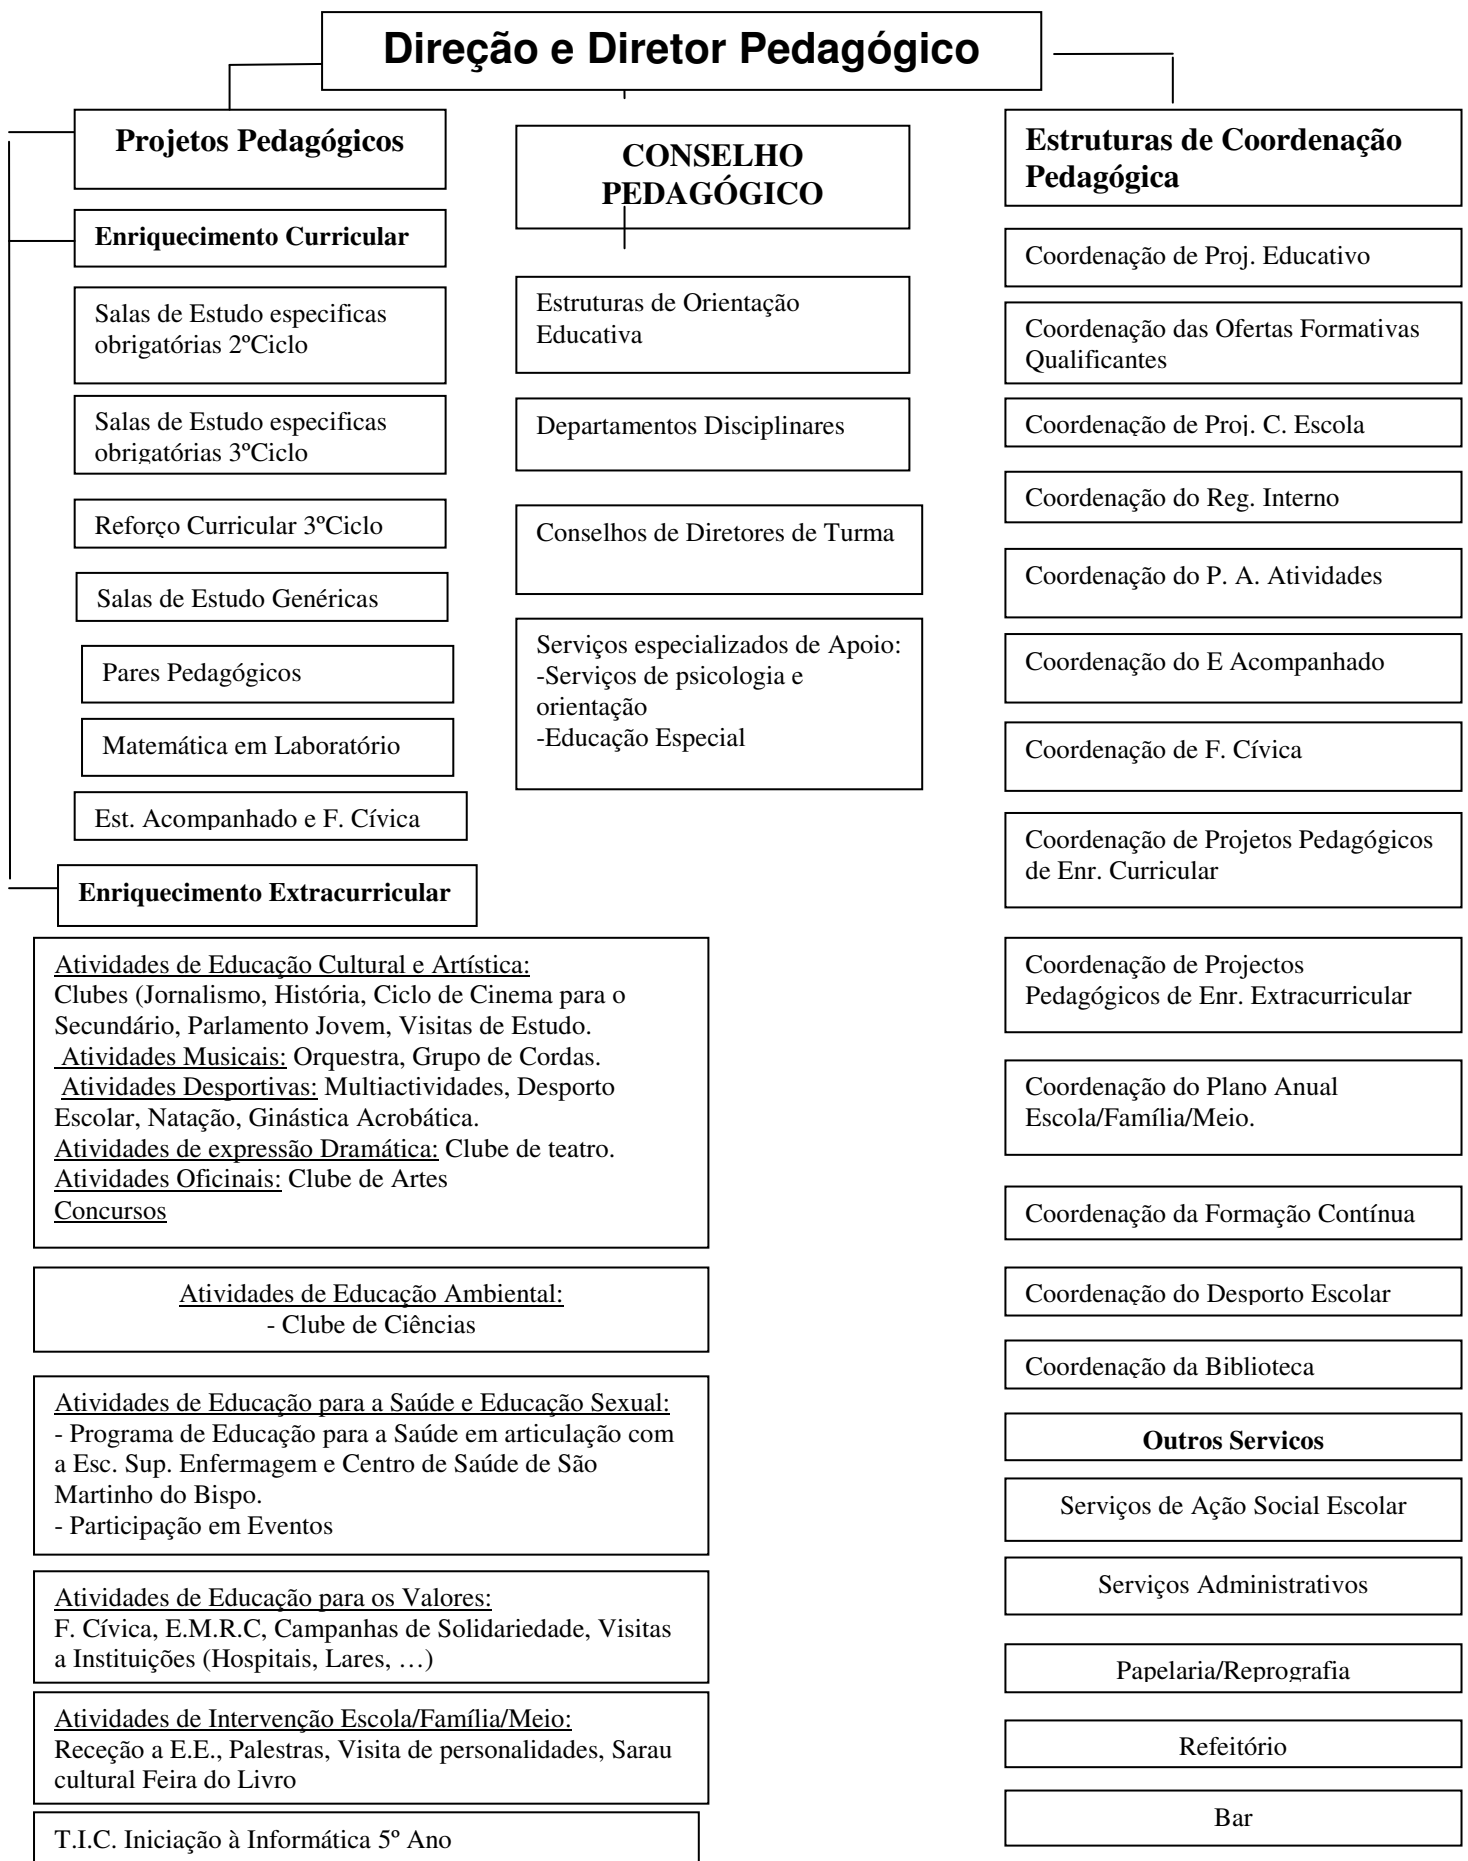 Direção e Diretor Pedagógico
Projetos Pedagógicos
Enriquecimento Curricular
Salas de Estudo especificas
obrigatórias 2ºCiclo
Salas de Estudo especificas
obrigatórias 3ºCiclo
Reforço Curricular 3ºCiclo
Salas de Estudo Genéricas
Pares Pedagógicos
Matemática em Laboratório
Est. Acompanhado e F. Cívica
Enriquecimento Extracurricular
Atividades de Educação Cultural e Artística:
Clubes (Jornalismo, História, Ciclo de Cinema para o
Secundário, Parlamento Jovem, Visitas de Estudo.
Atividades Musicais: Orquestra, Grupo de Cordas.
Atividades Desportivas: Multiactividades, Desporto
Escolar, Natação, Ginástica Acrobática.
Atividades de expressão Dramática: Clube de teatro.
Atividades Oficinais: Clube de Artes
Concursos
Atividades de Educação Ambiental:
- Clube de Ciências
Atividades de Educação para a Saúde e Educação Sexual:
- Programa de Educação para a Saúde em articulação com
a Esc. Sup. Enfermagem e Centro de Saúde de São
Martinho do Bispo.
- Participação em Eventos
Atividades de Educação para os Valores:
F. Cívica, E.M.R.C, Campanhas de Solidariedade, Visitas
a Instituições (Hospitais, Lares, …)
Atividades de Intervenção Escola/Família/Meio:
Receção a E.E., Palestras, Visita de personalidades, Sarau
cultural Feira do Livro
T.I.C. Iniciação à Informática 5º Ano
CONSELHO
PEDAGÓGICO
Estruturas de Orientação
Educativa
Departamentos Disciplinares
Conselhos de Diretores de Turma
Serviços especializados de Apoio:
-Serviços de psicologia e
orientação
-Educação Especial
Estruturas de Coordenação
Pedagógica
Coordenação de Proj. Educativo
Coordenação das Ofertas Formativas
Qualificantes
Coordenação de Proj. C. Escola
Coordenação do Reg. Interno
Coordenação do P. A. Atividades
Coordenação do E Acompanhado
Coordenação de F. Cívica
Coordenação de Projetos Pedagógicos
de Enr. Curricular
Coordenação de Projectos
Pedagógicos de Enr. Extracurricular
Coordenação do Plano Anual
Escola/Família/Meio.
Coordenação da Formação Contínua
Coordenação do Desporto Escolar
Coordenação da Biblioteca
Outros Servicos
Serviços de Ação Social Escolar
Serviços Administrativos
Papelaria/Reprografia
Refeitório
Bar